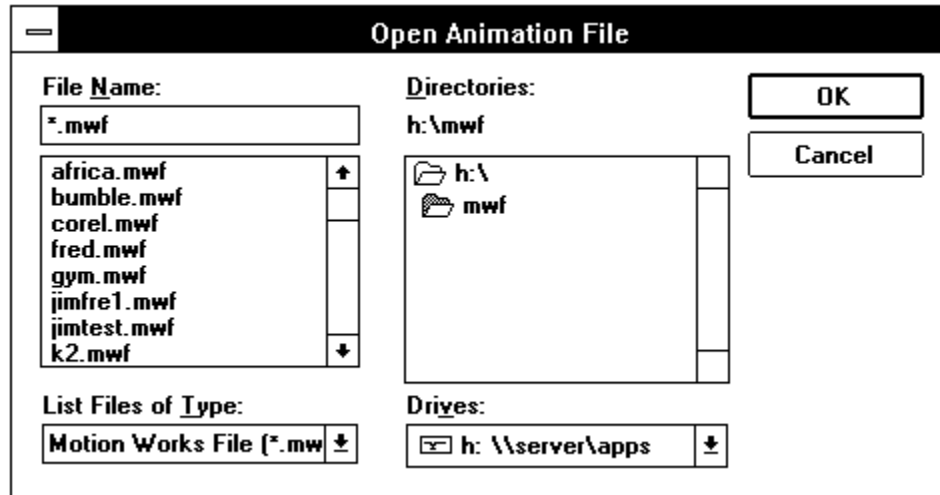 Open Animation File
File Name:
*.mwf
africa.mwf
bumble.mwf
corel.mwf
fred.mwf
gym.mwf
jimfre1.mwf
jimtest.mwf
k2.mwf
List Files of Type:
Motion Works File (*.mw
Directories:
h:\mwf
h:\
mwf
Drives:
h: \\server\apps
OK
Cancel